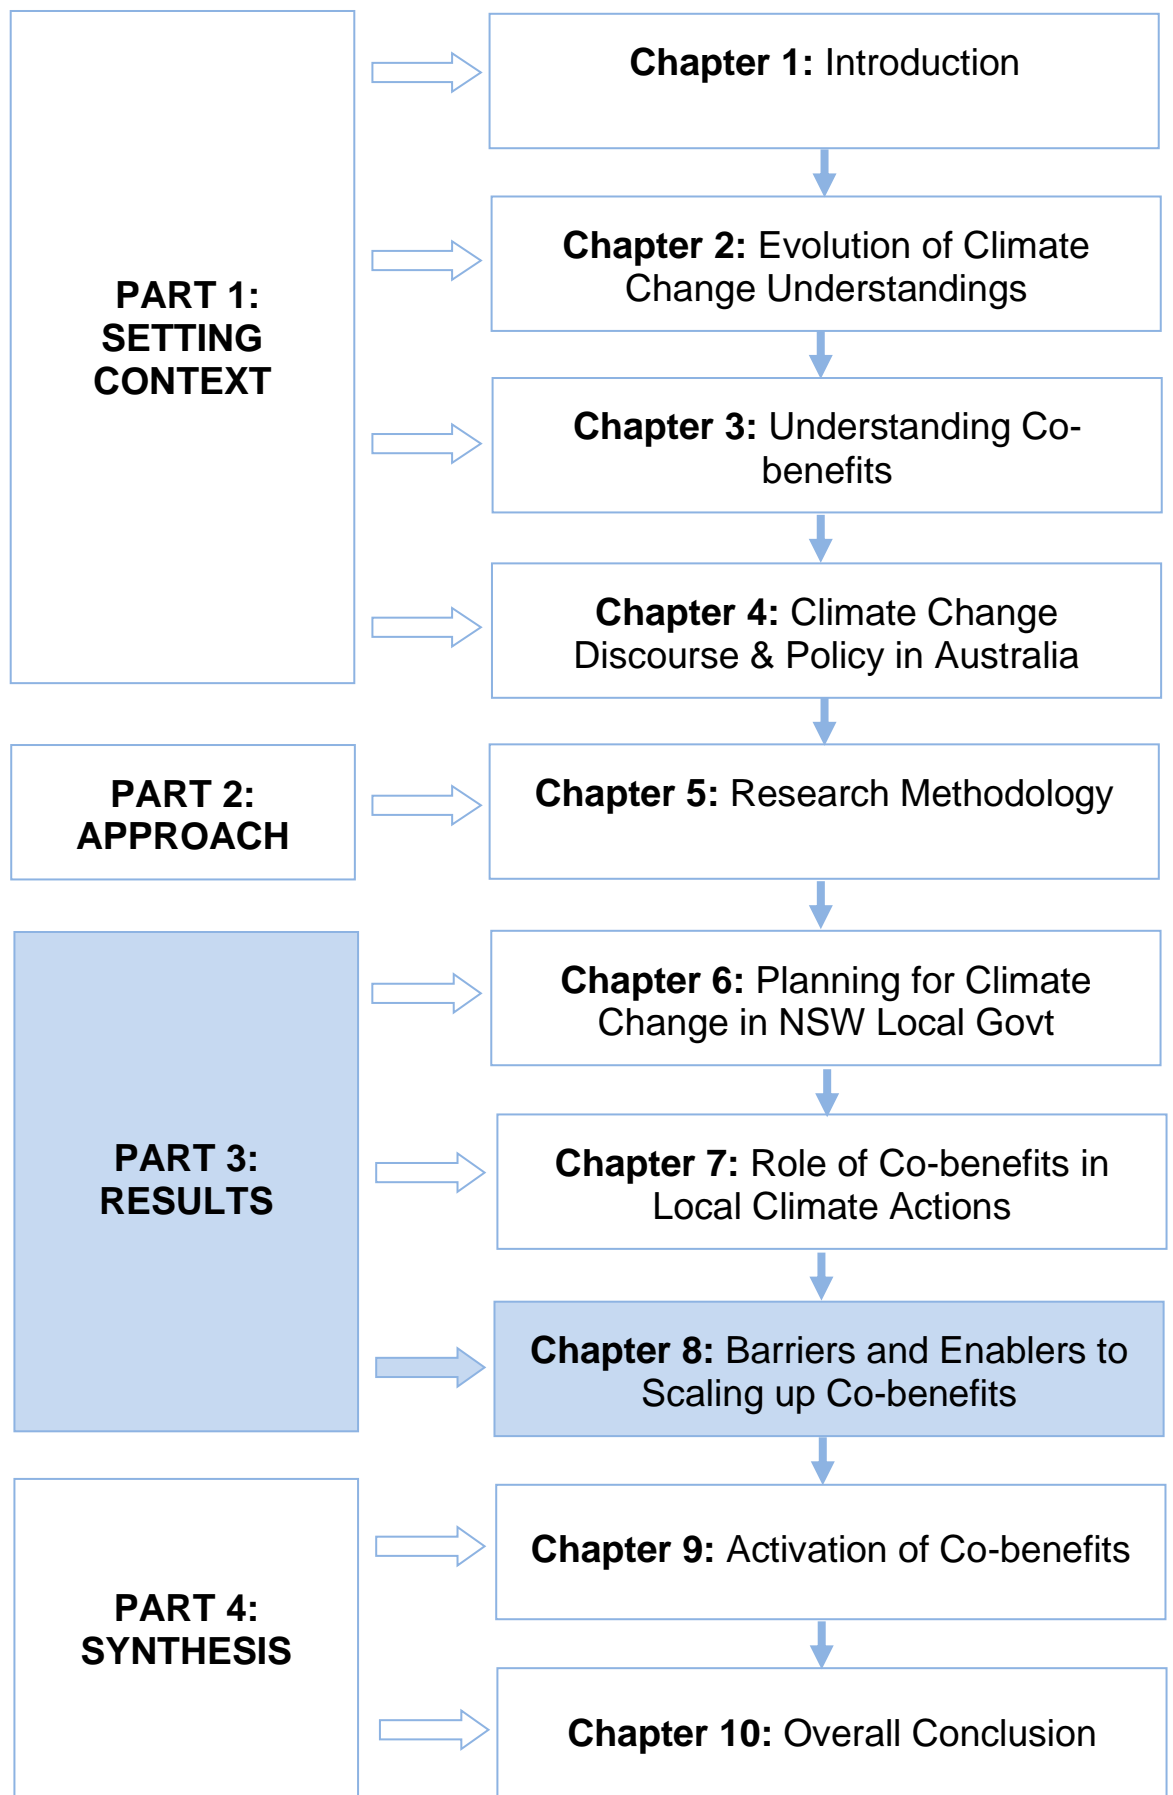 PART 1:
SETTING
CONTEXT
Chapter 1: Introduction
Chapter 2: Evolution of Climate
Change Understandings
Chapter 3: Understanding Co-
benefits
Chapter 4: Climate Change
Discourse & Policy in Australia
PART 2:
APPROACH
Chapter 5: Research Methodology
PART 3:
RESULTS
Chapter 6: Planning for Climate
Change in NSW Local Govt
Chapter 7: Role of Co-benefits in
Local Climate Actions
Chapter 8: Barriers and Enablers to
Scaling up Co-benefits
PART 4:
SYNTHESIS
Chapter 9: Activation of Co-benefits
Chapter 10: Overall Conclusion